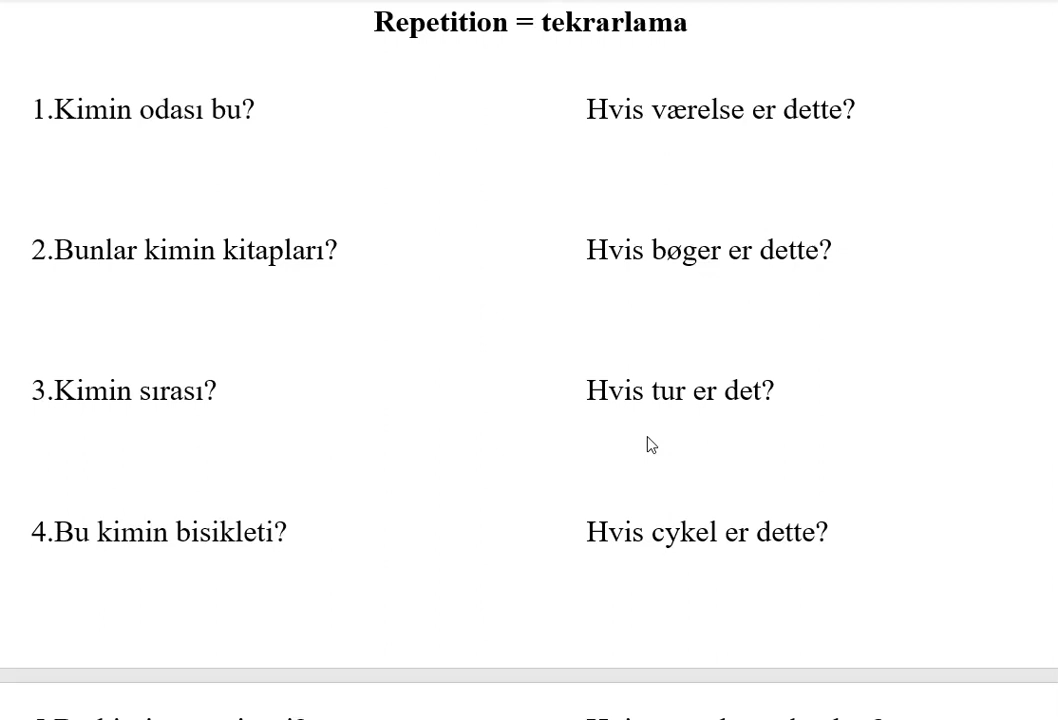 Repetition = tekrarlama
1.Kimin odası bu? Hvis værelse er dette?
2.Bunlar kimin kitapları? Hvis bøger er dette?
3.Kimin sırası? Hvis tur er det?
4.Bu kimin bisikleti? Hvis cykel er dette?